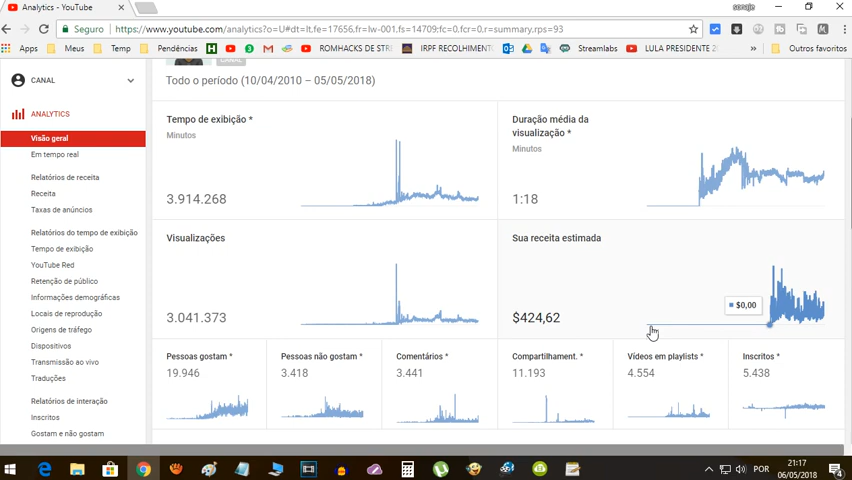 Analytics - YouTube
sonaje
Seguro
https://www.youtube.com/analytics?o=U#dt=lt,fe=17656,fr=lw-001,fs=14709;fc=0,fcr=0,r=summary,rps=93
Apps
Meus
Temp
Pendências
ROMHACKS DE STR
IRPF RECOLHIMENTO
Streamlabs
LULA PRESIDENTE 2
Outros favoritos
CANAL
ANALYTICS
Visão geral
Em tempo real
Relatórios de receita
Receita
Taxas de anúncios
Relatórios do tempo de exibição
Tempo de exibição
YouTube Red
Retenção de público
Informações demográficas
Locais de reprodução
Origens de tráfego
Dispositivos
Transmissão ao vivo
Traduções
Relatórios de interação
Inscritos
Gostam e não gostam
Todo o período (10/04/2010 – 05/05/2018)
Tempo de exibição *
Minutos
3.914.268
Duração média da
visualização *
Minutos
1:18
Visualizações
3.041.373
Sua receita estimada
$424,62
$0,00
Pessoas gostam *
19.946
Pessoas não gostam *
3.418
Comentários *
3.441
Compartilhament. *
11.193
Vídeos em playlists *
4.554
Inscritos *
5.438
POR
21:17
06/05/2018
4